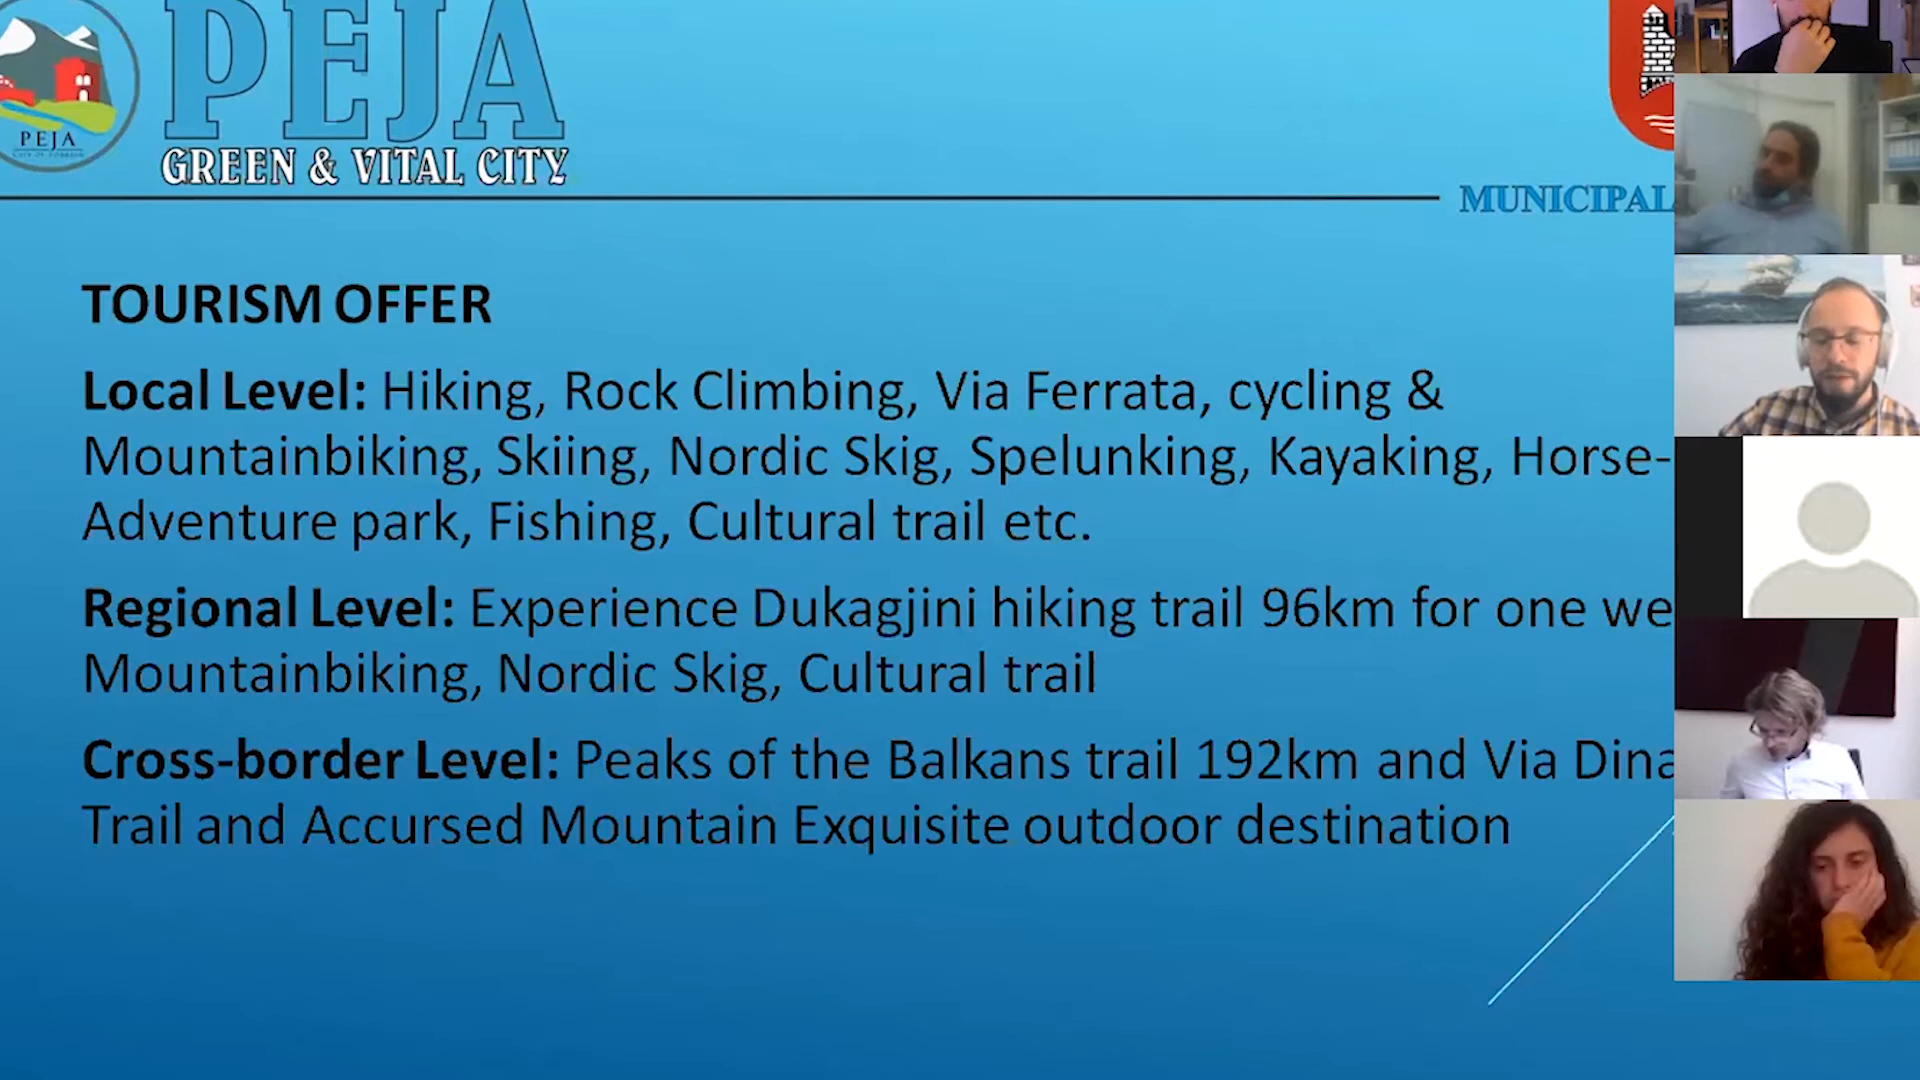 PEJA
PEJA
GREEN & VITAL CITY
MUNICIPAL
TOURISM OFFER
Local Level: Hiking, Rock Climbing, Via Ferrata, cycling &
Mountainbiking, Skiing, Nordic Skig, Spelunking, Kayaking, Horse-
Adventure park, Fishing, Cultural trail etc.
Regional Level: Experience Dukagjini hiking trail 96km for one we
Mountainbiking, Nordic Skig, Cultural trail
Cross-border Level: Peaks of the Balkans trail 192km and Via Dina
Trail and Accursed Mountain Exquisite outdoor destination